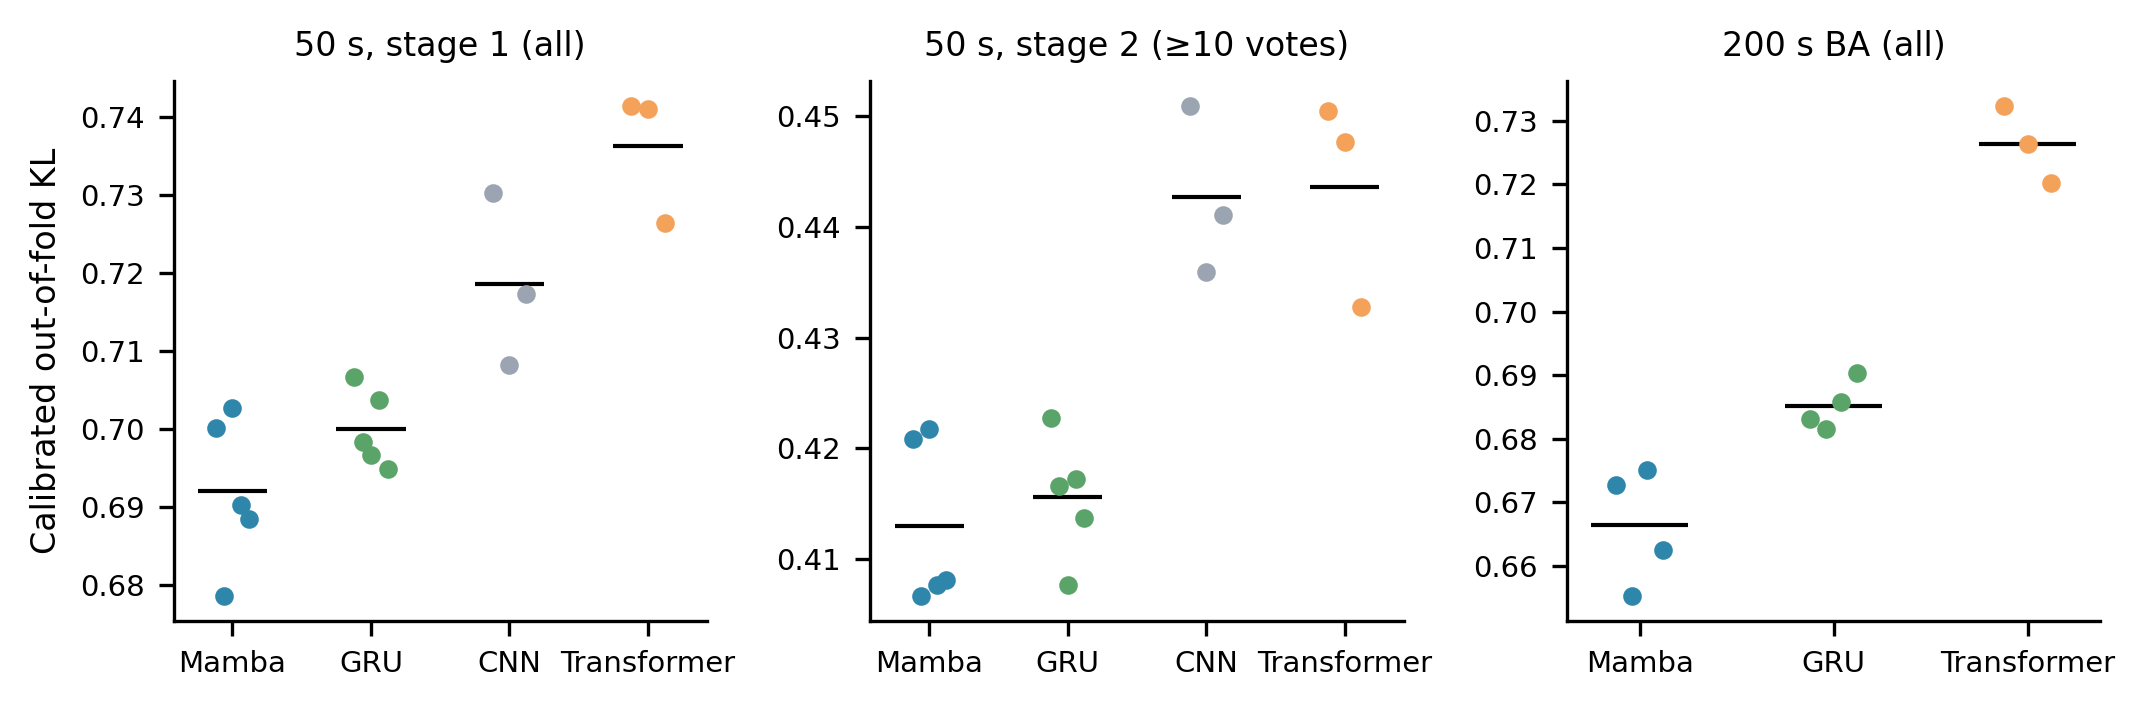 50 s, stage 1 (all)
Calibrated out-of-fold KL
0.74
0.73
0.72
0.71
0.70
0.69
0.68
Mamba GRU CNN Transformer
50 s, stage 2 (≥10 votes)
0.45
0.44
0.43
0.42
0.41
Mamba GRU CNN Transformer
200 s BA (all)
0.73
0.72
0.71
0.70
0.69
0.68
0.67
0.66
Mamba GRU Transformer